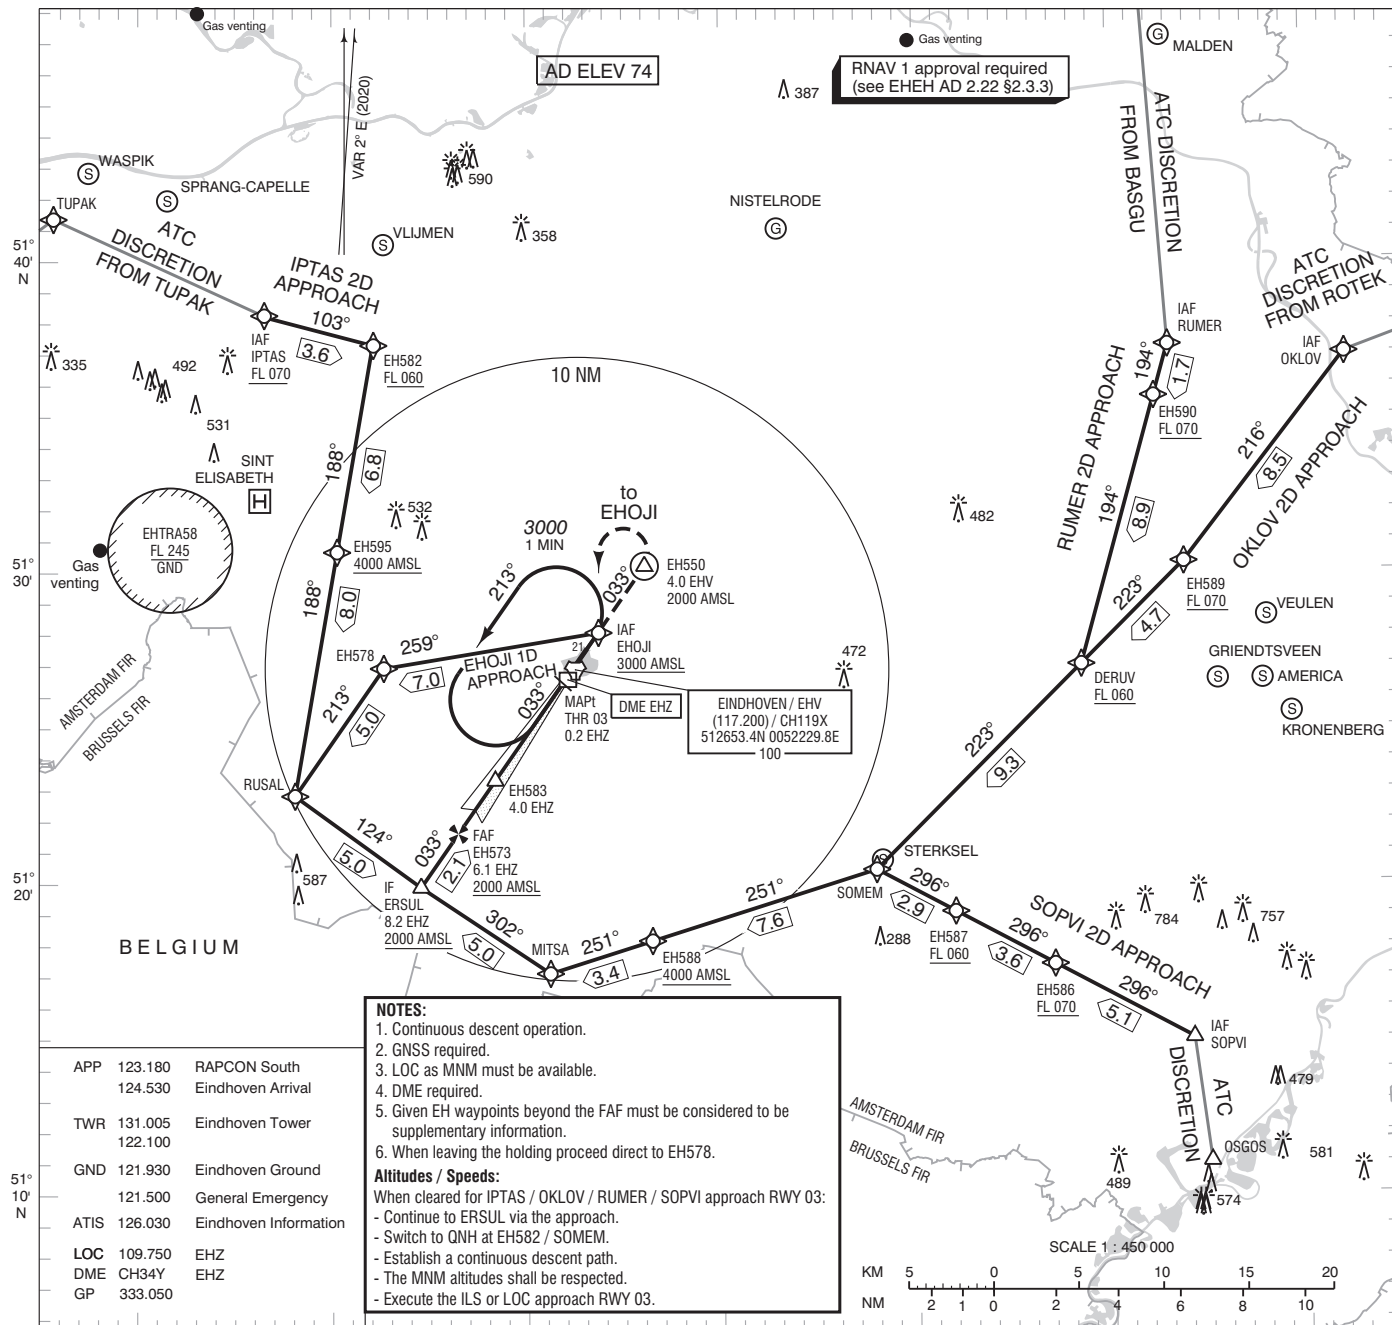 Gas venting
Gas venting
MALDEN
AD ELEV 74
RNAV 1 approval required
(see EHEH AD 2.22 §2.3.3)
387
VAR 2° E (2020)
ATC DISCRETION
FROM BASGU
WASPIK
SPRANG-CAPELLE
590
TUPAK
NISTELRODE
VLIJMEN
358
51°
40'
N
ATC
DISCRETION
FROM TUPAK
IPTAS 2D
APPROACH
103°
3.6
ATC
DISCRETION
FROM ROTEK
IAF
IPTAS
FL 070
EH582
FL 060
IAF
RUMER
IAF
OKLOV
335
492
531
10 NM
194°
1.7
EH590
FL 070
216°
8.5
RUMER 2D APPROACH
OKLOV 2D APPROACH
SINT
ELISABETH
H
188°
6.8
532
482
194°
8.9
EHTRA58
FL 245
GND
Gas
venting
to
EHOJI
3000
1 MIN
213°
033°
EH595
4000 AMSL
EH550
4.0 EHV
2000 AMSL
51°
30'
EH589
FL 070
VEULEN
188°
8.0
223°
4.7
IAF
EHOJI
3000 AMSL
21
259°
7.0
EH578
EHOJI 1D
APPROACH
472
GRIENDTSVEEN
AMERICA
KRONENBERG
DERUV
FL 060
AMSTERDAM FIR
BRUSSELS FIR
213°
5.0
033°
MAPt
THR 03
0.2 EHZ
DME EHZ
EINDHOVEN / EHV
(117.200) / CH119X
512653.4N 0052229.8E
100
223°
9.3
RUSAL
EH583
4.0 EHZ
124°
5.0
033°
2.1
FAF
EH573
6.1 EHZ
2000 AMSL
STERKSEL
SOMEM
51°
20'
587
IF
ERSUL
8.2 EHZ
2000 AMSL
302°
5.0
MITSA
251°
3.4
EH588
4000 AMSL
251°
7.6
296°
2.9
288
EH587
FL 060
296°
3.6
SOPVI 2D APPROACH
784
757
EH586
FL 070
296°
5.1
IAF
SOPVI
BELGIUM
NOTES:
1. Continuous descent operation.
2. GNSS required.
3. LOC as MNM must be available.
4. DME required.
5. Given EH waypoints beyond the FAF must be considered to be
supplementary information.
6. When leaving the holding proceed direct to EH578.
Altitudes / Speeds:
When cleared for IPTAS / OKLOV / RUMER / SOPVI approach RWY 03:
- Continue to ERSUL via the approach.
- Switch to QNH at EH582 / SOMEM.
- Establish a continuous descent path.
- The MNM altitudes shall be respected.
- Execute the ILS or LOC approach RWY 03.
APP 123.180 RAPCON South
124.530 Eindhoven Arrival
TWR 131.005 Eindhoven Tower
122.100
GND 121.930 Eindhoven Ground
121.500 General Emergency
ATIS 126.030 Eindhoven Information
LOC 109.750 EHZ
DME CH34Y EHZ
GP 333.050
51°
10'
N
ATC
DISCRETION
479
AMSTERDAM FIR
BRUSSELS FIR
OSGOS
581
489
574
SCALE 1 : 450 000
KM 5 0 5 10 15 20
NM 2 1 0 2 4 6 8 10